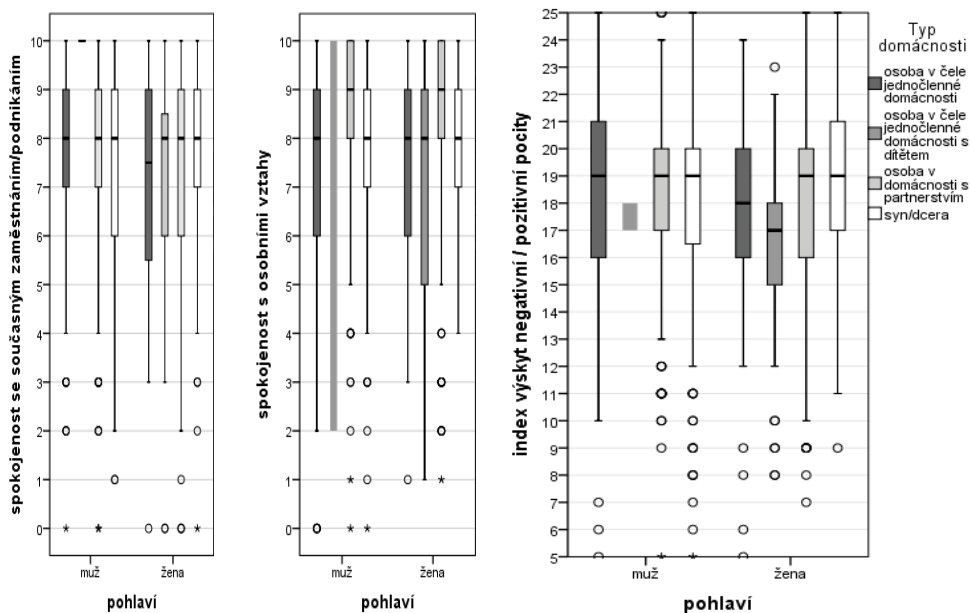 spokojenost se současným zaměstnáním/podnikáním
10
9
8
7
6
5
4
3
2
1
0
muž žena
pohlaví
spokojenost s osobními vztahy
10
9
8
7
6
5
4
3
2
1
0
muž žena
pohlaví
index výskyt negativní / pozitivní pocity
25
24
23
22
21
20
19
18
17
16
15
14
13
12
11
10
9
8
7
6
5
muž žena
pohlaví
Typ
domácnosti
osoba v čele
jednočlenné
domácnosti
osoba v čele
jednočlenné
domácnosti s
dítětem
osoba v
domácnosti s
partnerstvím
syn/dcera